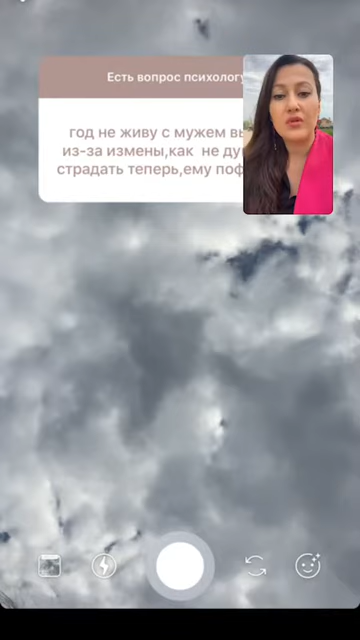 Есть вопрос психологу
год не живу с мужем
из-за измены,как не
страдать теперь,ему